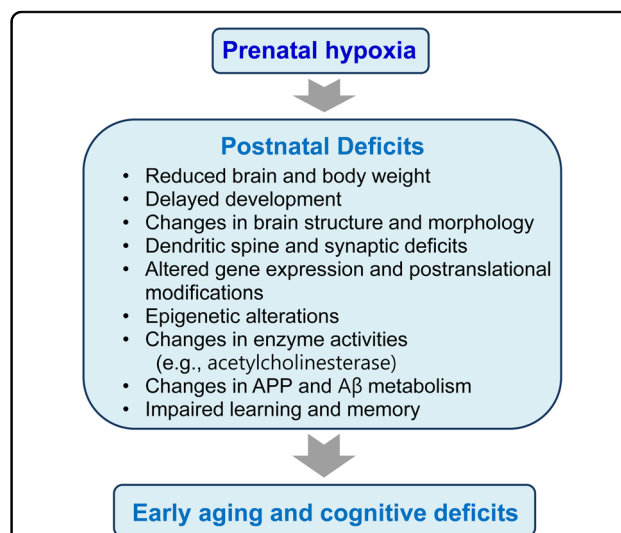 Prenatal hypoxia
Postnatal Deficits
• Reduced brain and body weight
• Delayed development
• Changes in brain structure and morphology
• Dendritic spine and synaptic deficits
• Altered gene expression and postranslational
modifications
• Epigenetic alterations
• Changes in enzyme activities
(e.g., acetylcholinesterase)
• Changes in APP and Aβ metabolism
• Impaired learning and memory
Early aging and cognitive deficits